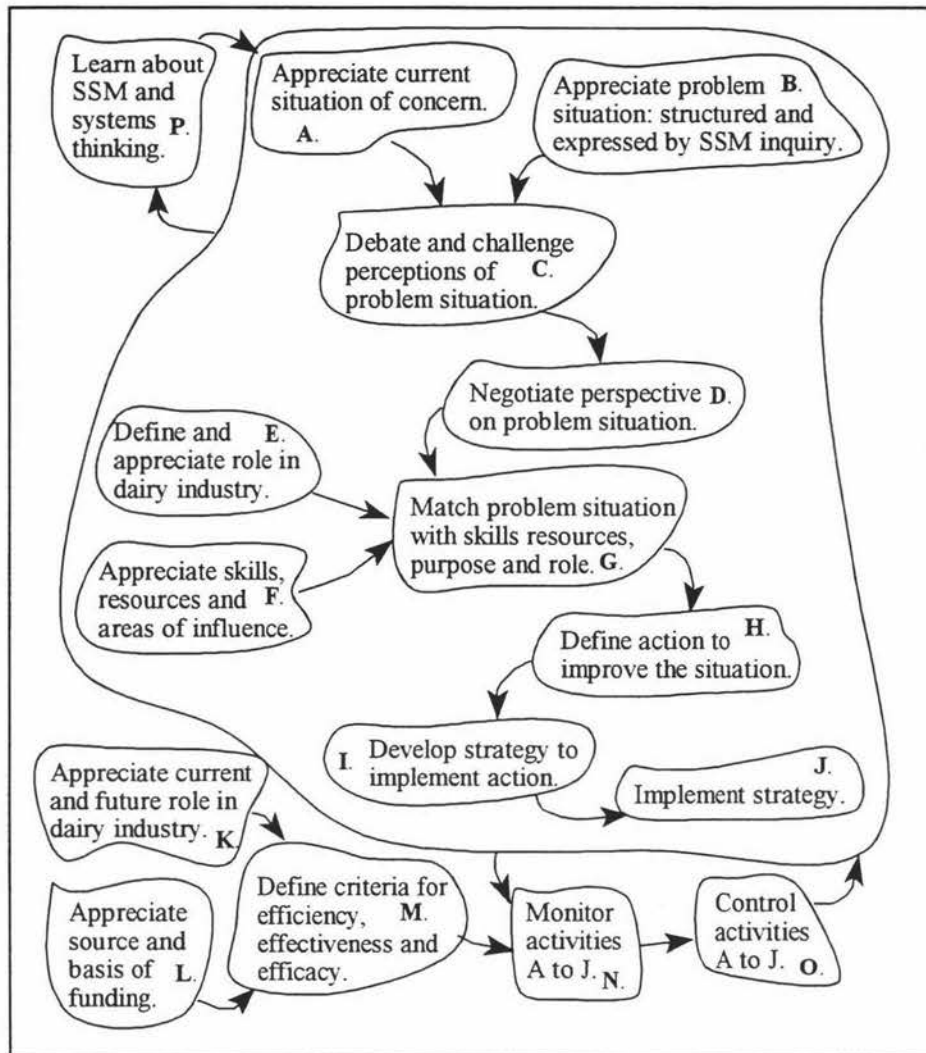 Learn about
SSM and
systems P.
thinking.
Appreciate current
situation of concern.
A.
Appreciate problem B.
situation: structured and
expressed by SSM inquiry.
Debate and challenge
perceptions of C.
problem situation.
Negotiate perspective D.
on problem situation.
Define and E.
appreciate role in
dairy industry.
Match problem situation
with skills resources,
purpose and role. G.
Appreciate skills,
resources and F.
areas of influence.
Define action to H.
improve the situation.
I. Develop strategy to
implement action.
J.
Implement strategy.
Appreciate current
and future role in
dairy industry. K.
Define criteria for
efficiency, M.
effectiveness and
efficacy.
Appreciate
source and
basis of L.
funding.
Monitor
activities
A to J. N.
Control
activities
A to J. O.